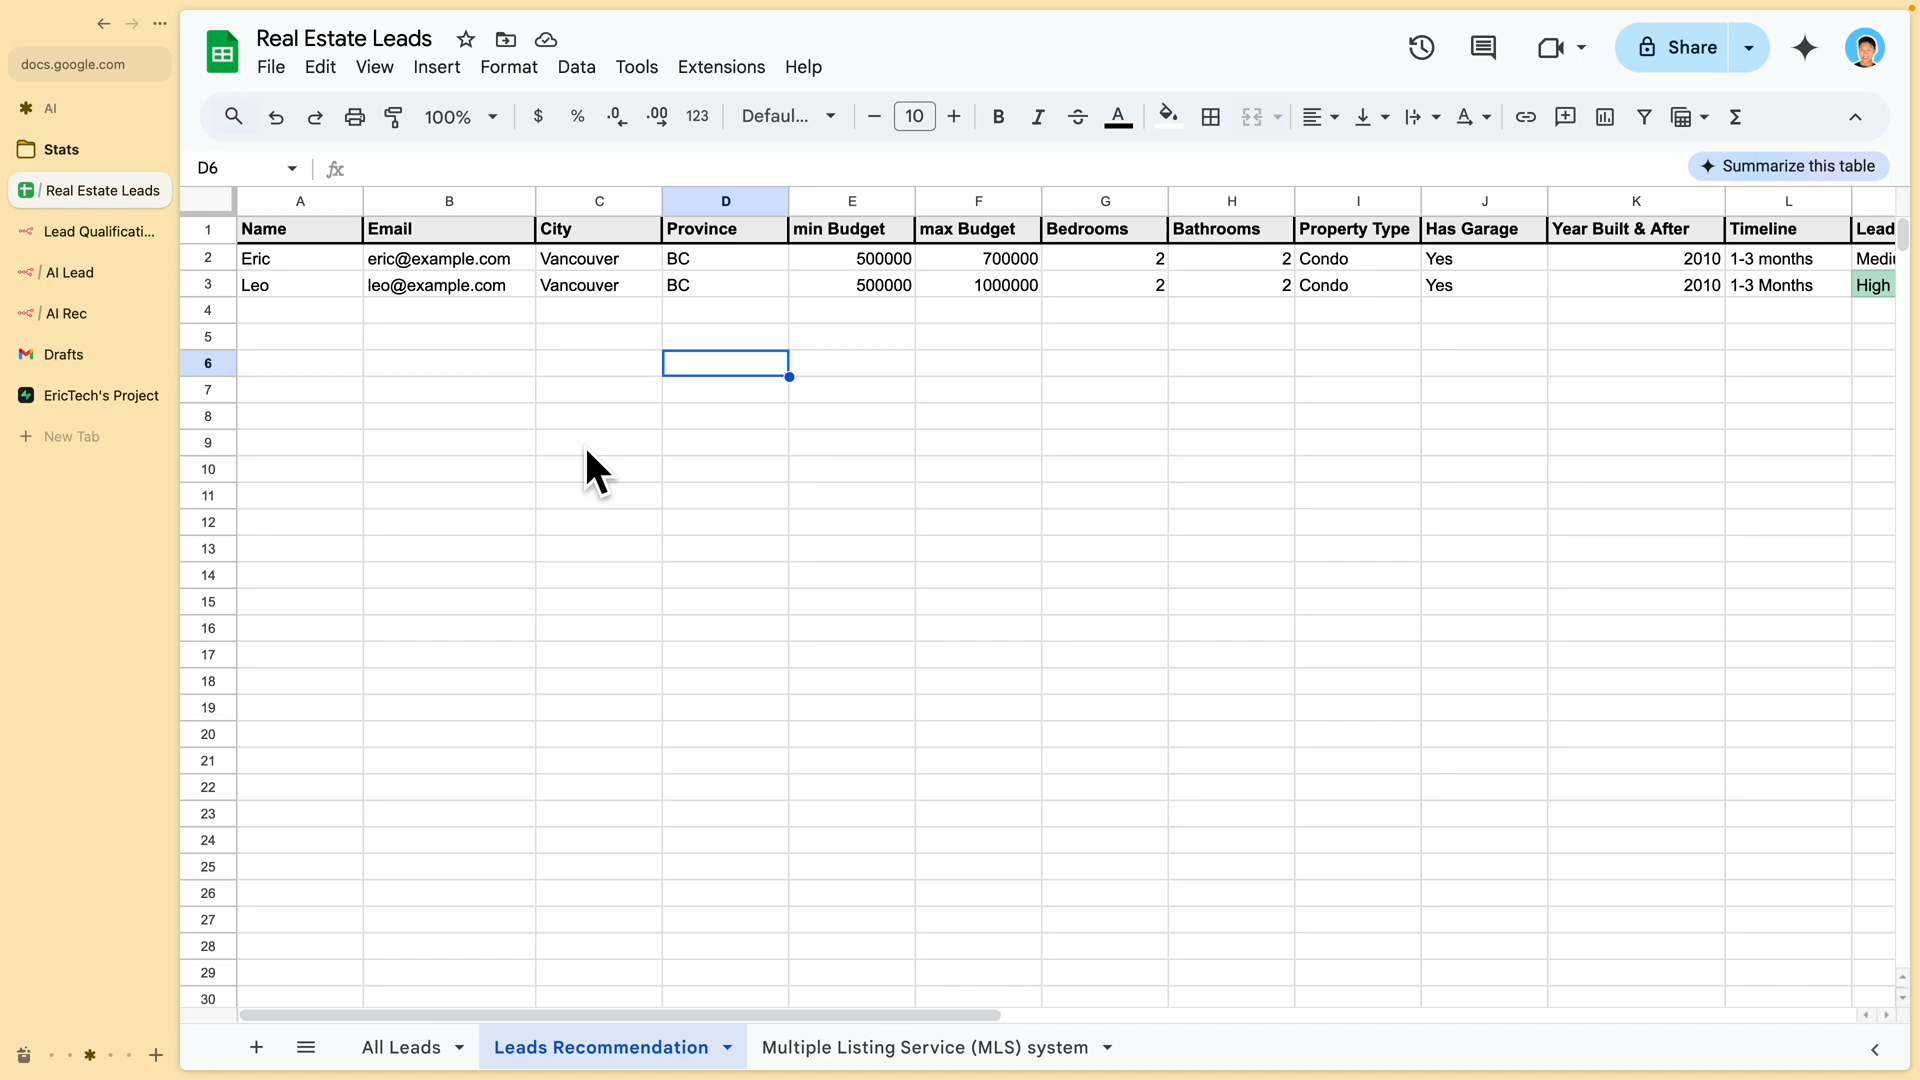 docs.google.com
AI
Stats
/ Real Estate Leads
Lead Qualificati...
/ AI Lead
/ AI Rec
Drafts
EricTech's Project
+ New Tab
Real Estate Leads
File Edit View Insert Format Data Tools Extensions Help
Share
100% $ % .0 .00 123 Defaul... 10 B I S A A Σ
D6 fx
Summarize this table
A B C D E F G H I J K L
1 Name Email City Province min Budget max Budget Bedrooms Bathrooms Property Type Has Garage Year Built & After Timeline Lead
2 Eric eric@example.com Vancouver BC 500000 700000 2 2 Condo Yes 2010 1-3 months
3 Leo leo@example.com Vancouver BC 500000 1000000 2 2 Condo Yes 2010 1-3 Months High
4
5
6
7
8
9
10
11
12
13
14
15
16
17
18
19
20
21
22
23
24
25
26
27
28
29
30
All Leads Leads Recommendation Multiple Listing Service (MLS) system